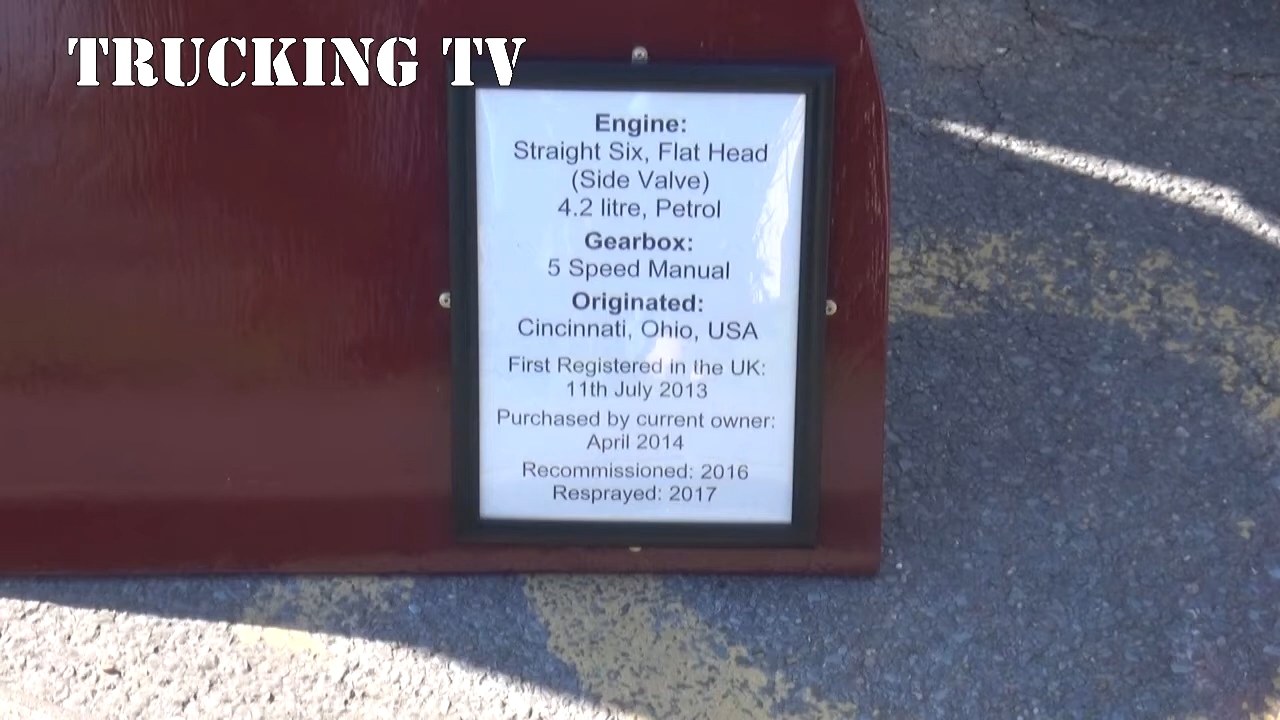 TRUCKING TV
Engine:
Straight Six, Flat Head
(Side Valve)
4.2 litre, Petrol
Gearbox:
5 Speed Manual
Originated:
Cincinnati, Ohio, USA
First Registered in the UK:
11th July 2013
Purchased by current owner:
April 2014
Recommissioned: 2016
Resprayed: 2017